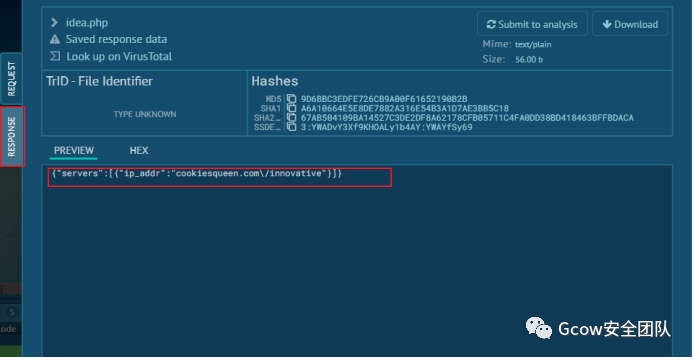 idea.php
Submit to analysis
Download
Saved response data
Mime: text/plain
Look up on VirusTotal
Size: 56.00 b
REQUEST
RESPONSE
TrID - File Identifier
TYPE UNKNOWN
Hashes
MD5 9D6BBC3EDFE726CB9A00F61652190B2B
SHA1 A6A10664E5E8DE7882A316E54B3A1D7AE3BB5C18
SHA2… 67AB504109BA14527C3DE2DF8A62178CFB05711C4FA0DD38BD418463BFFBDACA
SSDE… 3:YWADvY3Xf9KHOALy1b4AY:YWAYfSy69
PREVIEW
HEX
{"servers":[{"ip_addr":"cookiesqueen.com\/innovative"}]}
S
code
Gcow安全团队